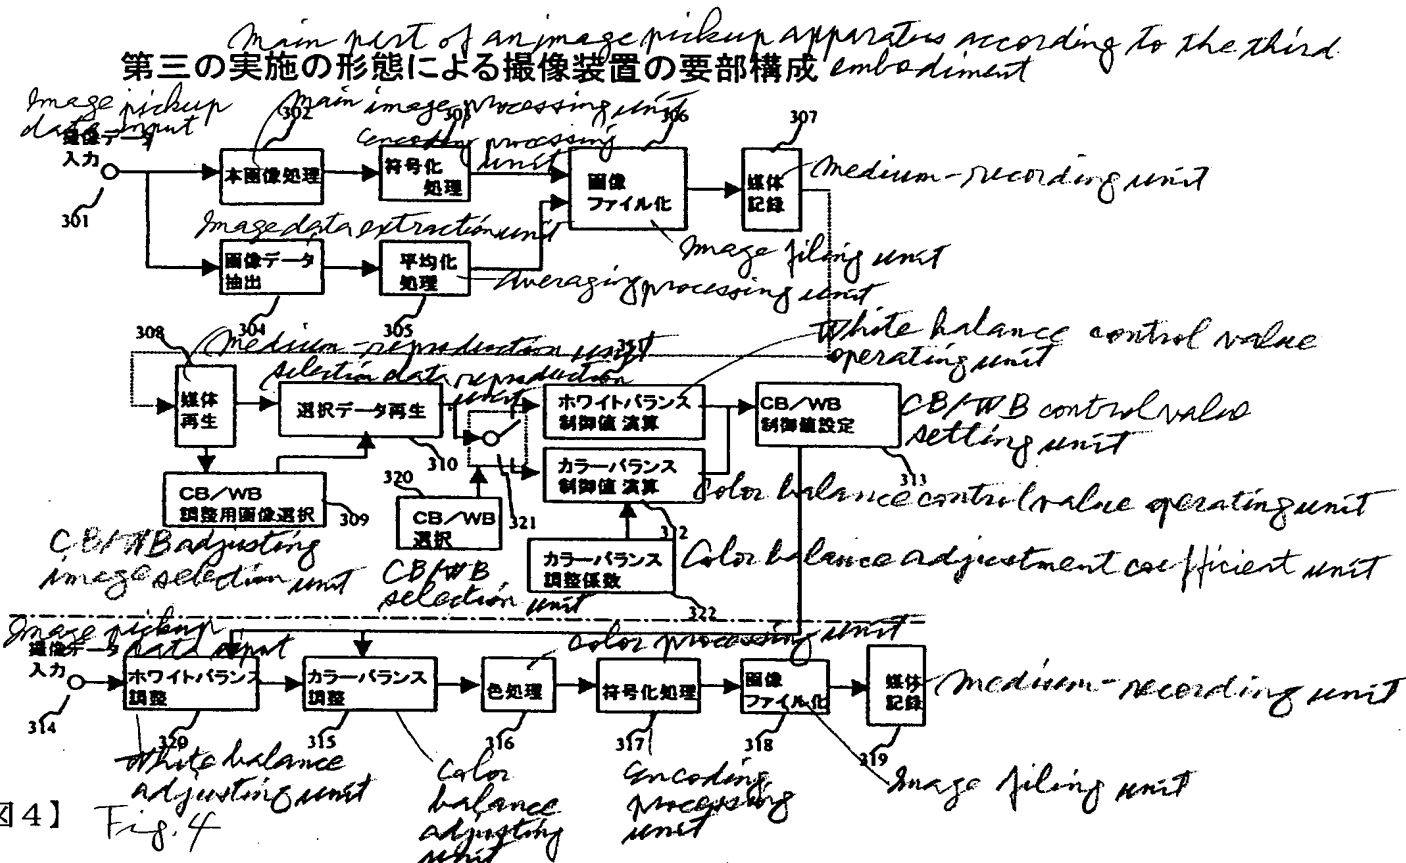 Main part of an image pickup apparatus according to the third
embodiment
第三の実施の形態による撮像装置の要部構成
Image pickup
data input
撮像データ
入力
301
302
Main image processing unit
本画像処理
303
encoding processing
unit
符号化
処理
306
画像
ファイル化
Image filing unit
307
媒体
記録
Medium-recording unit
Image data extraction unit
画像データ
抽出
304
平均化
処理
305
Averaging processing unit
308
Medium-reproduction unit
媒体
再生
selection data reproduction
unit
選択データ再生
310
311
White balance control value
operating unit
ホワイトバランス
制御値演算
CB/WB
制御値設定
313
CB/WB control value
setting unit
カラーバランス
制御値演算
312
Color balance control value operating unit
CB/WB
調整用画像選択
309
CB/WB adjusting
image selection
unit
320
CB/WB
選択
321
CB/WB
selection unit
カラーバランス
調整係数
322
Color balance adjustment coefficient unit
Image pickup
data input
撮像データ
入力
314
ホワイトバランス
調整
320
White balance
adjusting unit
カラーバランス
調整
315
Color
balance
adjusting
unit
Color processing unit
色処理
316
符号化処理
317
Encoding
processing
unit
画像
ファイル化
318
Image filing unit
媒体
記録
319
Medium-recording unit
図4】 Fig. 4